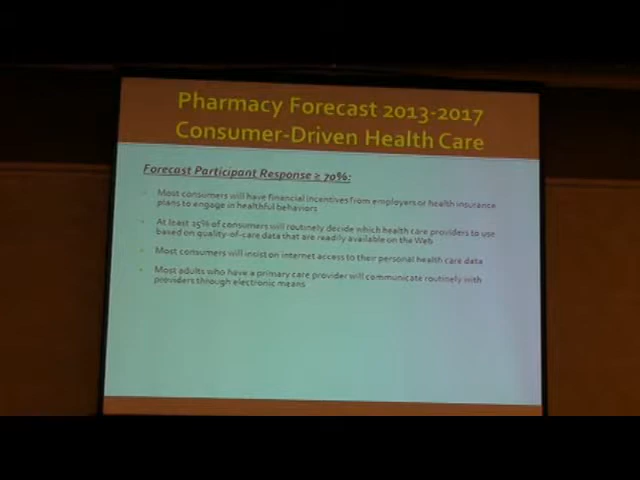 Pharmacy Forecast 2013-2017
Consumer-Driven Health Care
Forecast Participant Response ≥ 70%:
Most consumers will have financial incentives from employers or health insurance
plans to engage in healthful behaviors
At least 25% of consumers will routinely decide which health care providers to use
based on quality-of-care data that are readily available on the Web
Most consumers will insist on internet access to their personal health care data
Most adults who have a primary care provider will communicate routinely with
providers through electronic means